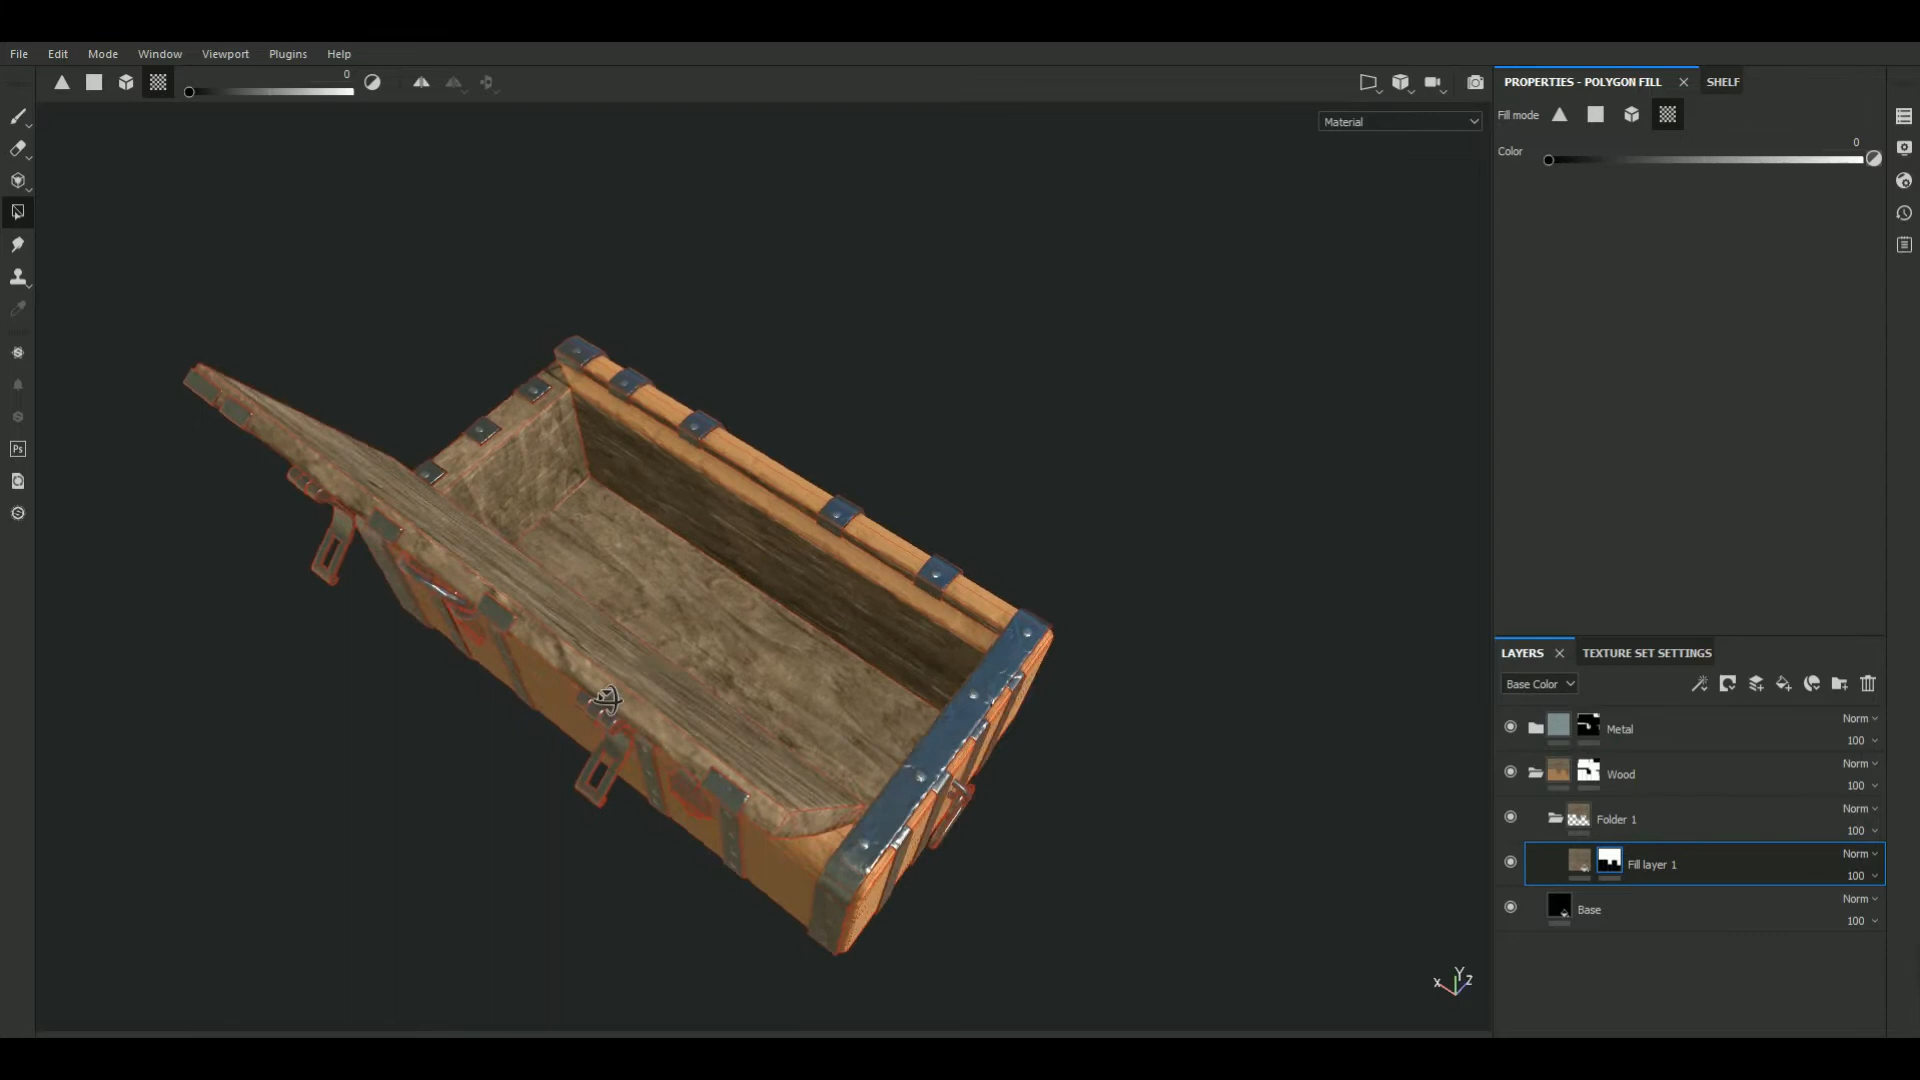 File Edit Mode Window Viewport Plugins Help
0
PROPERTIES - POLYGON FILL
SHELF
Material
Fill mode
0
Color
Ps
LAYERS
TEXTURE SET SETTINGS
Base Color
Metal
Norm
100
Wood
Norm
100
Folder 1
Norm
100
Fill layer 1
Norm
100
Base
Norm
100
Y
X
Z